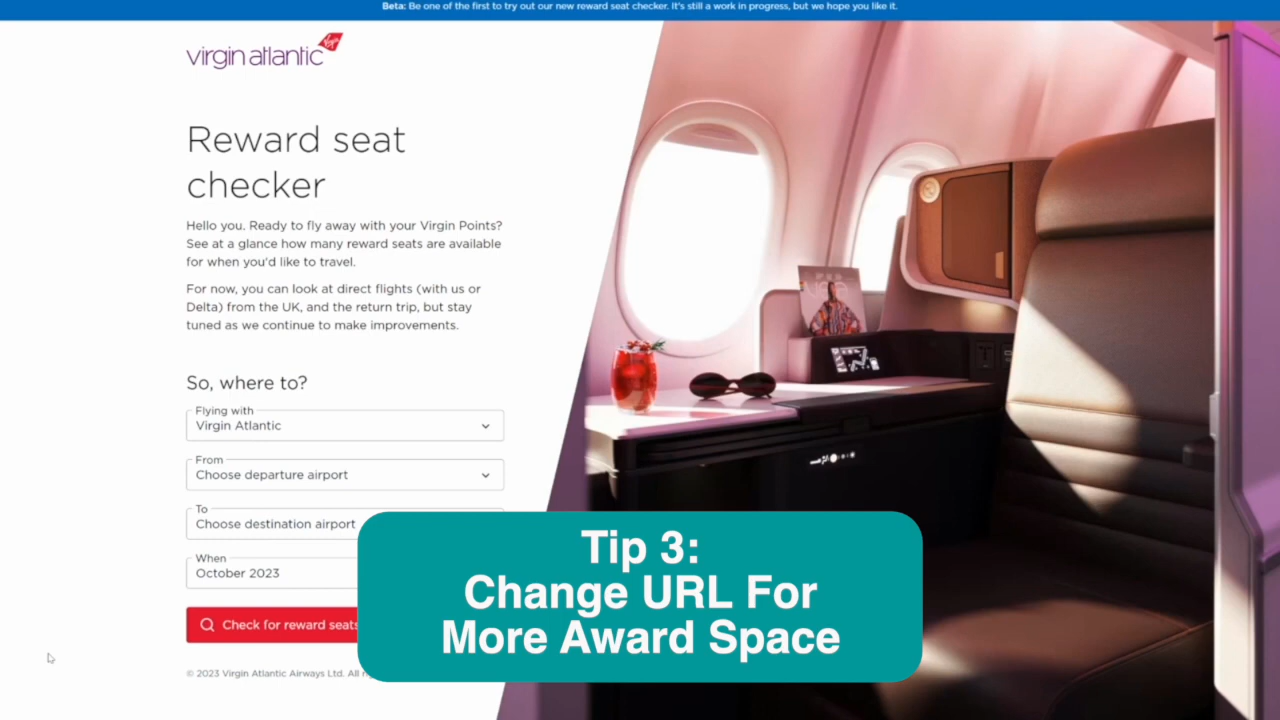 Beta: Be one of the first to try out our new reward seat checker. It's still a work in progress, but we hope you like it.
virgin atlantic
Reward seat
checker
Hello you. Ready to fly away with your Virgin Points?
See at a glance how many reward seats are available
for when you'd like to travel.
For now, you can look at direct flights (with us or
Delta) from the UK, and the return trip, but stay
tuned as we continue to make improvements.
So, where to?
Flying with
Virgin Atlantic
From
Choose departure airport
To
Choose destination airport
When
October 2023
Check for reward seats
© 2023 Virgin Atlantic Airways Ltd. All
Tip 3:
Change URL For
More Award Space